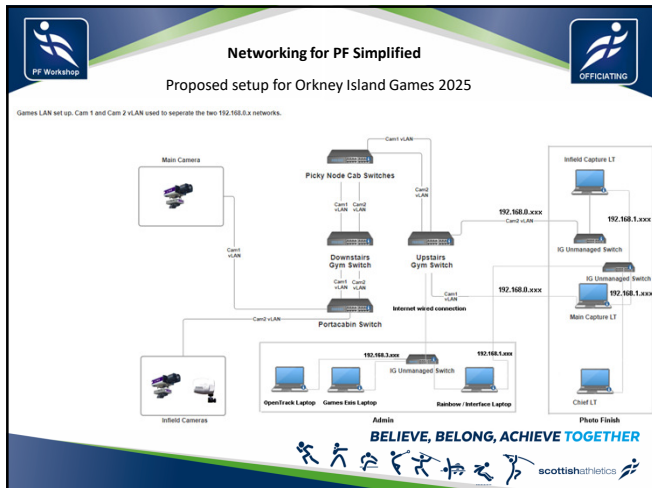 PF Workshop
Networking for PF Simplified
Proposed setup for Orkney Island Games 2025
OFFICIATING
Games LAN set up. Cam 1 and Cam 2 vLAN used to seperate the two 192.168.0.x networks.
Main Camera
Cam1 vLAN
Picky Node Cab Switches
Cam2
vLAN
Infield Capture LT
Cam1
vLAN
Cam2
vLAN
192.168.0.xxx
Cam2 vLAN
192.168.1.xxx
IG Unmanaged Switch
Cam1
vLAN
Downstairs
Gym Switch
Upstairs
Gym Switch
IG Unmanaged Switch
Cam1
vLAN
Cam2
vLAN
Cam1
vLAN
192.168.0.xxx
192.168.1.xxx
Internet wired connection
Main Capture LT
Portacabin Switch
Cam2 vLAN
192.168.3.xxx
192.168.1.xxx
IG Unmanaged Switch
Infield Cameras
OpenTrack Laptop
Games Exis Laptop
Rainbow / Interface Laptop
Chief LT
Admin
Photo Finish
BELIEVE, BELONG, ACHIEVE TOGETHER
scottishathletics